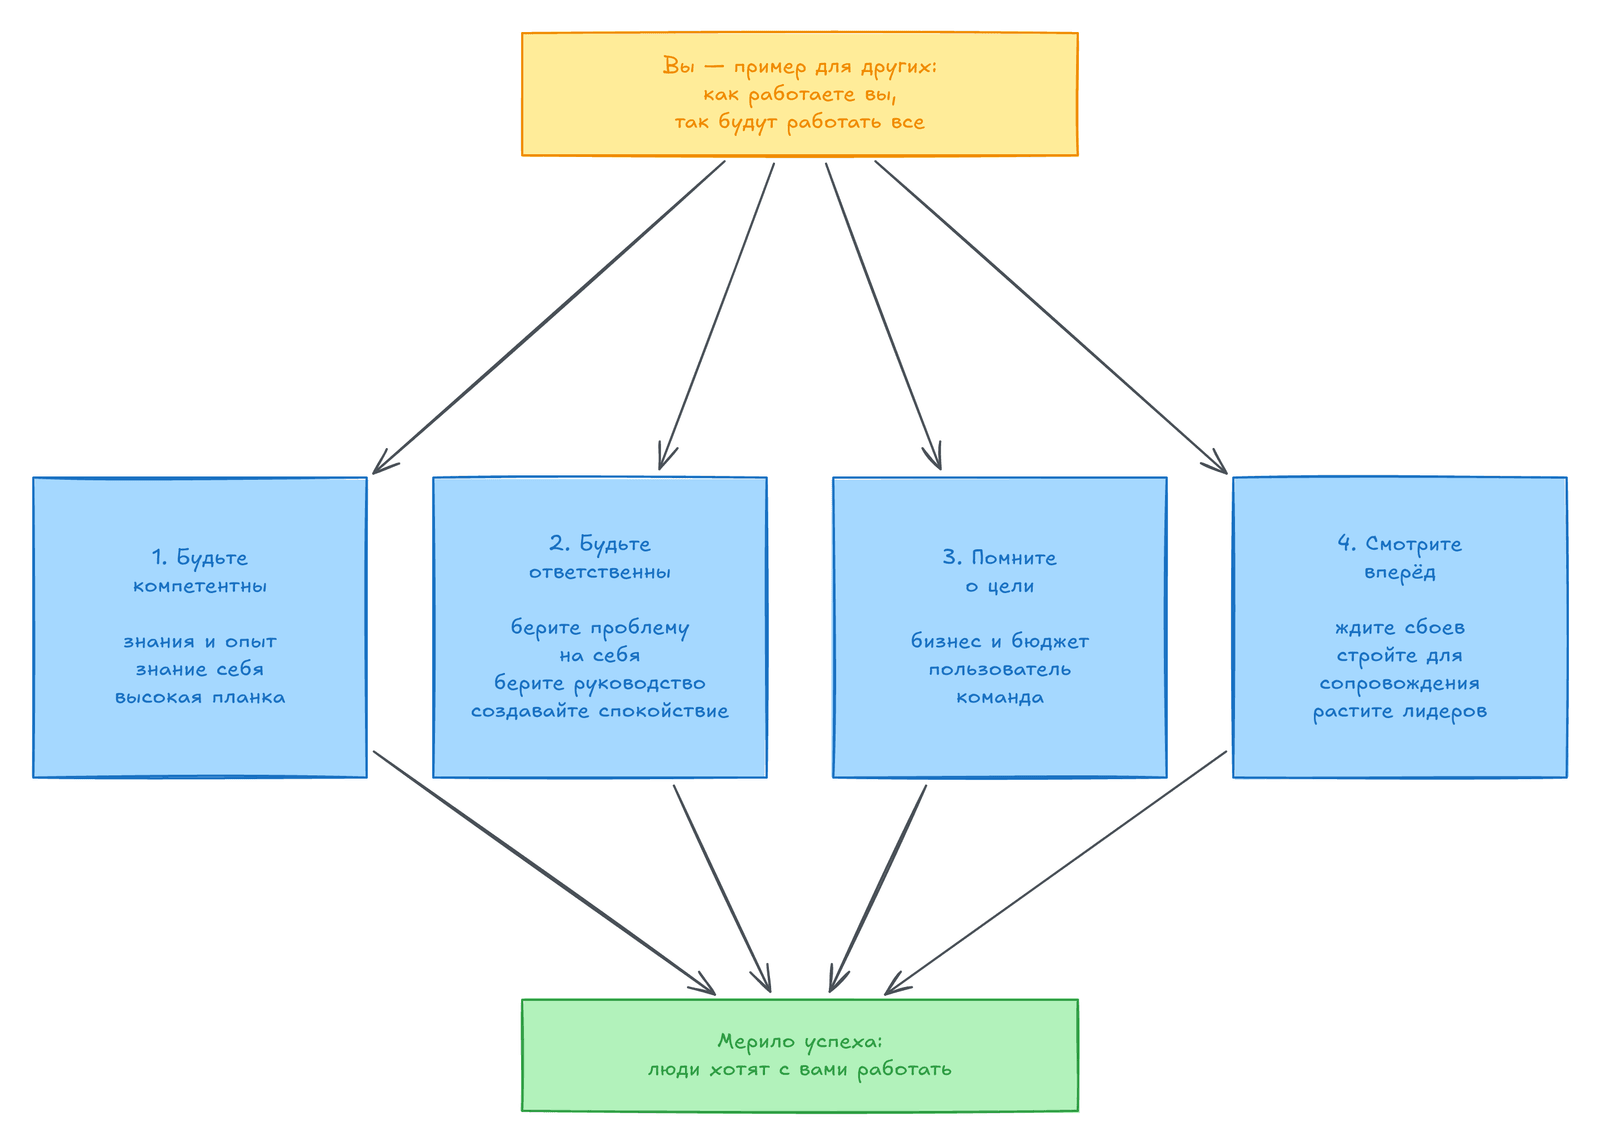 Вы — пример для других:
как работаете вы,
так будут работать все
1. Будьте
компетентны
знания и опыт
знание себя
высокая планка
2. Будьте
ответственны
берите проблему
на себя
берите руководство
создавайте спокойствие
3. Помните
о цели
бизнес и бюджет
пользователь
команда
4. Смотрите
вперёд
ждите сбоев
стройте для
сопровождения
растите лидеров
Мерило успеха:
люди хотят с вами работать